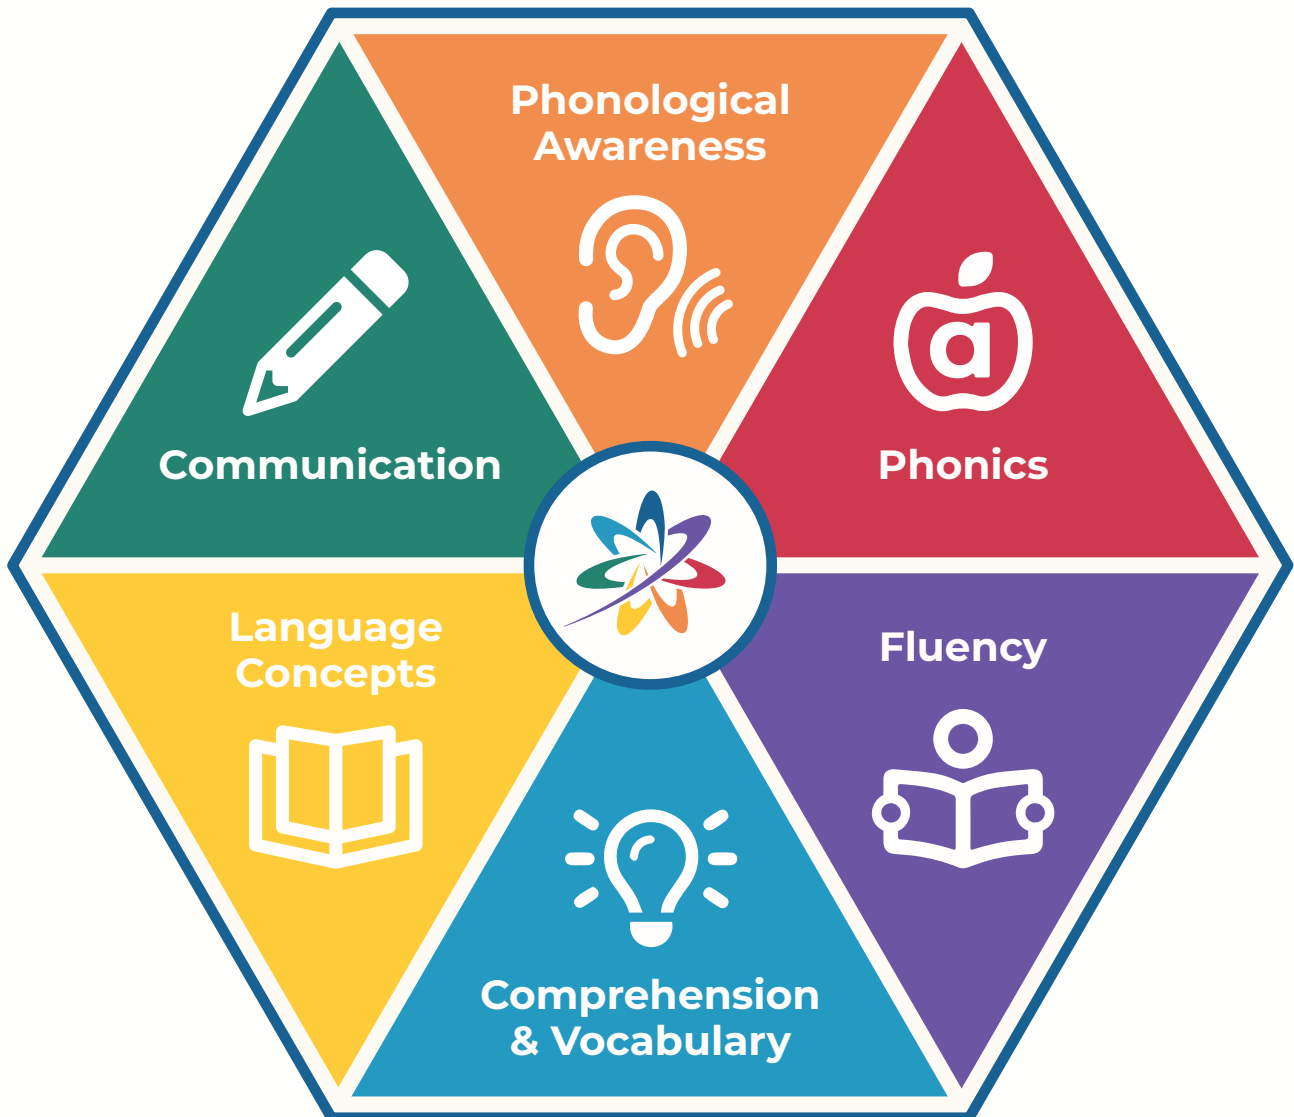 Phonological
Awareness
a
Phonics
Communication
Language
Concepts
Fluency
Comprehension
& Vocabulary